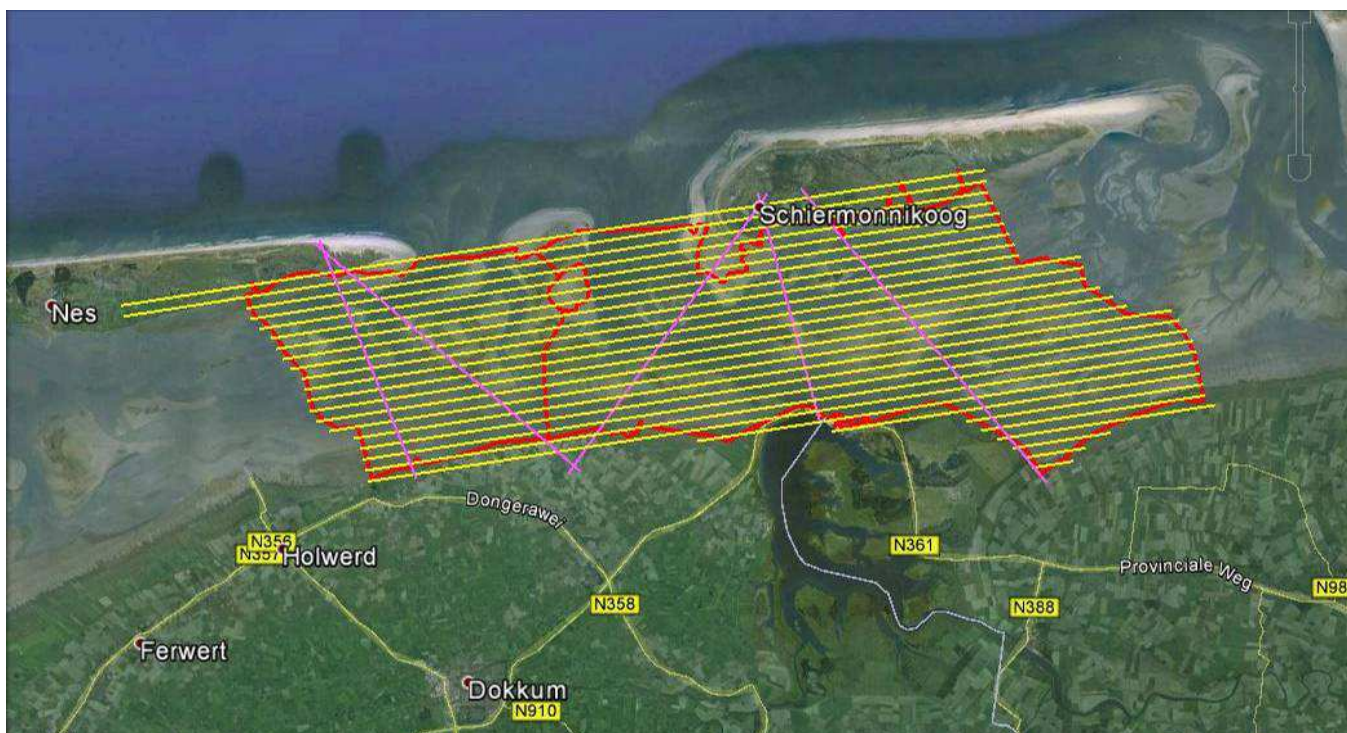 Schiermonnikoog
Nes
Dongerawei
N356
N357
Holwerd
N361
Provinciale Weg
N98
N358
N388
Ferwert
Dokkum
N910